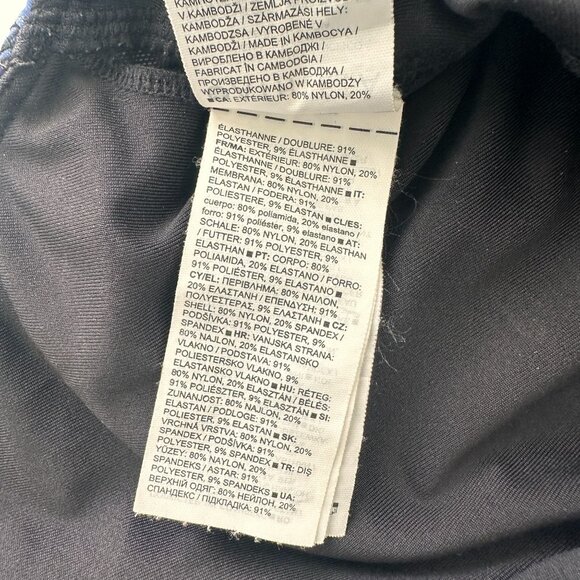 V KAMBODŽI / ZEMLJA
KAMBODŽA / SZÁRMAZÁSI HELY:
KAMBODZSA / VYROBENÉ V
KAMBODŽI / MADE IN KAMBOCYA /
ВИРОБЛЕНО В КАМБОДЖІ /
FABRICAT ÎN CAMBODGIA /
ПРОИЗВЕДЕНО В КАМБОДЖА /
WYPRODUKOWANO W KAMBODŻY
■ CA: EXTÉRIEUR: 80% NYLON, 20%
ÉLASTHANNE / DOUBLURE: 91%
POLYESTER, 9% ÉLASTHANNE ■
FR/MA: EXTÉRIEUR: 80% NYLON, 20%
ÉLASTHANNE / DOUBLURE: 91%
POLYESTER, 9% ÉLASTHANNE ■ IT:
MEMBRANA: 80% NYLON, 20%
ELASTAN / FODERA: 91%
POLIESTERE, 9% ELASTAN ■ CL/ES:
cuerpo: 80% poliamida, 20% elastano /
forro: 91% poliéster, 9% elastano ■ AT:
SCHALE: 80% NYLON, 20% ELASTHAN
/ FUTTER: 91% POLYESTER, 9%
ELASTHAN ■ PT: CORPO: 80%
POLIAMIDA, 20% ELASTANO / FORRO:
91% POLIÉSTER, 9% ELASTANO ■
CY/EL: ΠΕΡΙΒΛΗΜΑ: 80% ΝΑΙΛΟΝ,
20% ΕΛΑΣΤΑΝΗ / ΕΠΕΝΔΥΣΗ: 91%
ΠΟΛΥΕΣΤΕΡΑΣ, 9% ΕΛΑΣΤΑΝΗ ■ CZ:
SHELL: 80% NYLON, 20% SPANDEX /
PODŠÍVKA: 91% POLYESTER, 9%
SPANDEX ■ HR: VANJSKA STRANA:
80% NAJLON, 20% ELASTANSKO
VLAKNO / PODSTAVA: 91%
POLIESTERSKO VLAKNO, 9%
ELASTANSKO VLAKNO ■ HU: RÉTEG:
80% NYLON, 20% ELASZTÁN / BÉLÉS:
91% POLIÉSZTER, 9% ELASZTÁN ■ SI:
ZUNANJOST: 80% NAJLON, 20%
ELASTAN / PODLOGE: 91%
POLIESTER, 9% ELASTAN ■ SK:
VRCHNÁ VRSTVA: 80% NYLON, 20%
SPANDEX / PODŠÍVKA: 91%
POLYESTER, 9% SPANDEX ■ TR: DIŞ
YÜZEY: 80% NAYLON, 20%
SPANDEKS / ASTAR: 91%
POLYESTER, 9% SPANDEKS ■ UA:
ВЕРХНІЙ ОДЯГ: 80% НЕЙЛОН, 20%
СПАНДЕКС / ПІДКЛАДКА: 91%